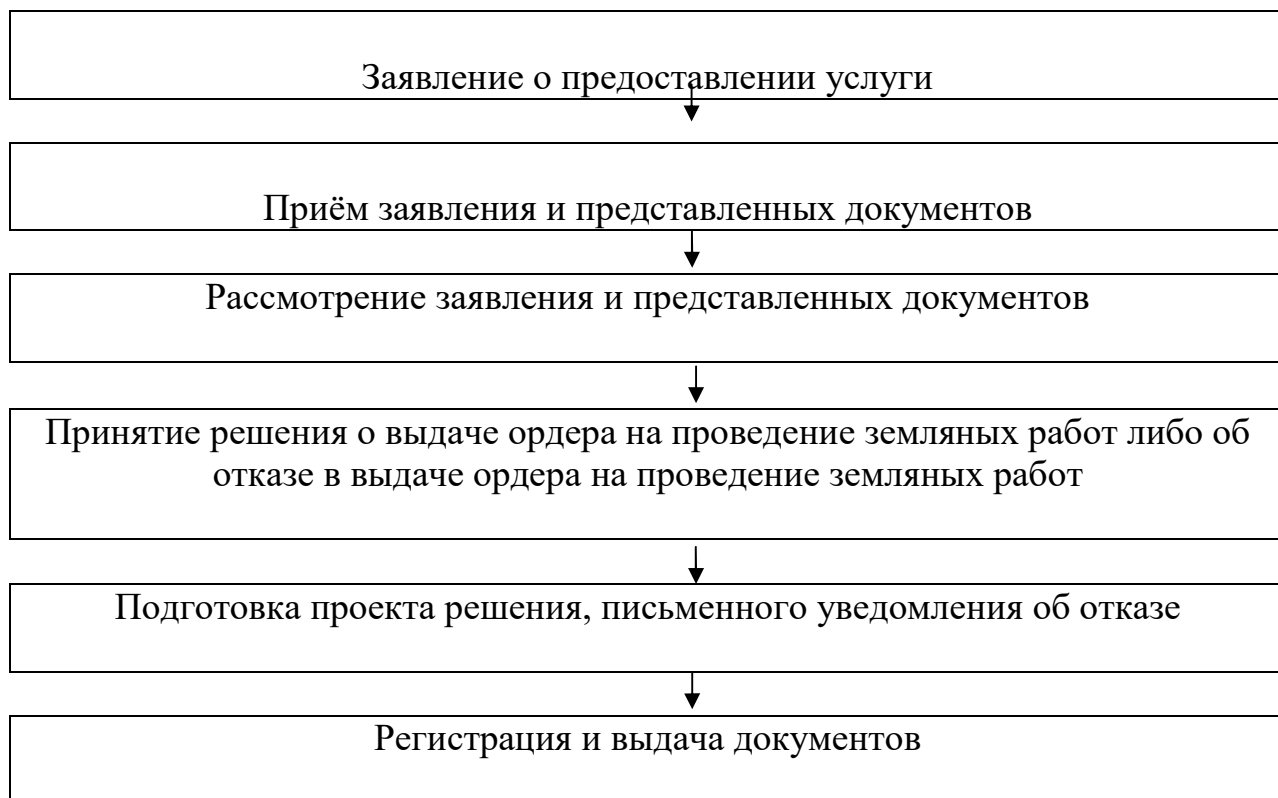 Заявление о предоставлении услуги
Приём заявления и представленных документов
Рассмотрение заявления и представленных документов
Принятие решения о выдаче ордера на проведение земляных работ либо об
отказе в выдаче ордера на проведение земляных работ
Подготовка проекта решения, письменного уведомления об отказе
Регистрация и выдача документов